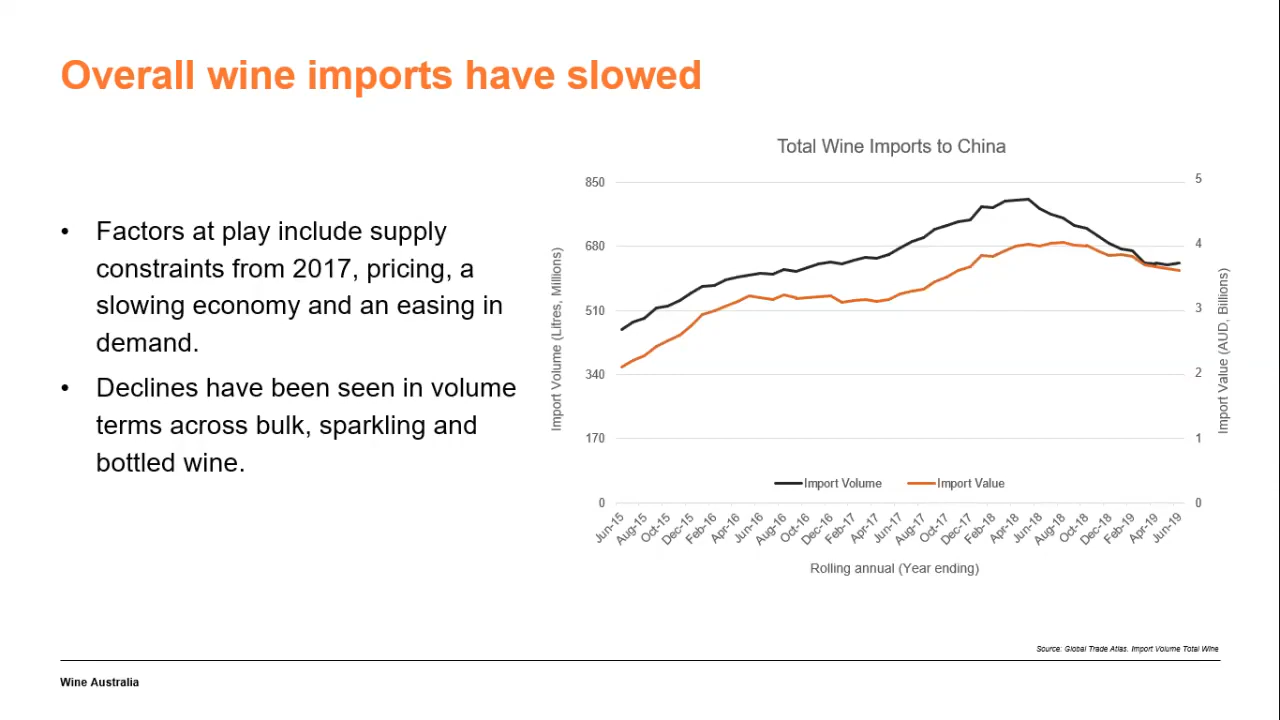 Overall wine imports have slowed
• Factors at play include supply
constraints from 2017, pricing, a
slowing economy and an easing in
demand.
• Declines have been seen in volume
terms across bulk, sparkling and
bottled wine.
Total Wine Imports to China
Import Volume (Litres, Millions)
850
680
510
340
170
0
5
4
3
2
1
0
Import Value (AUD, Billions)
Import Volume Import Value
Jun-15 Aug-15 Oct-15 Dec-15 Feb-16 Apr-16 Jun-16 Aug-16 Oct-16 Dec-16 Feb-17 Apr-17 Jun-17 Aug-17 Oct-17 Dec-17 Feb-18 Apr-18 Jun-18 Aug-18 Oct-18 Dec-18 Feb-19 Apr-19 Jun-19
Rolling annual (Year ending)
Source: Global Trade Atlas. Import Volume Total Wine
Wine Australia